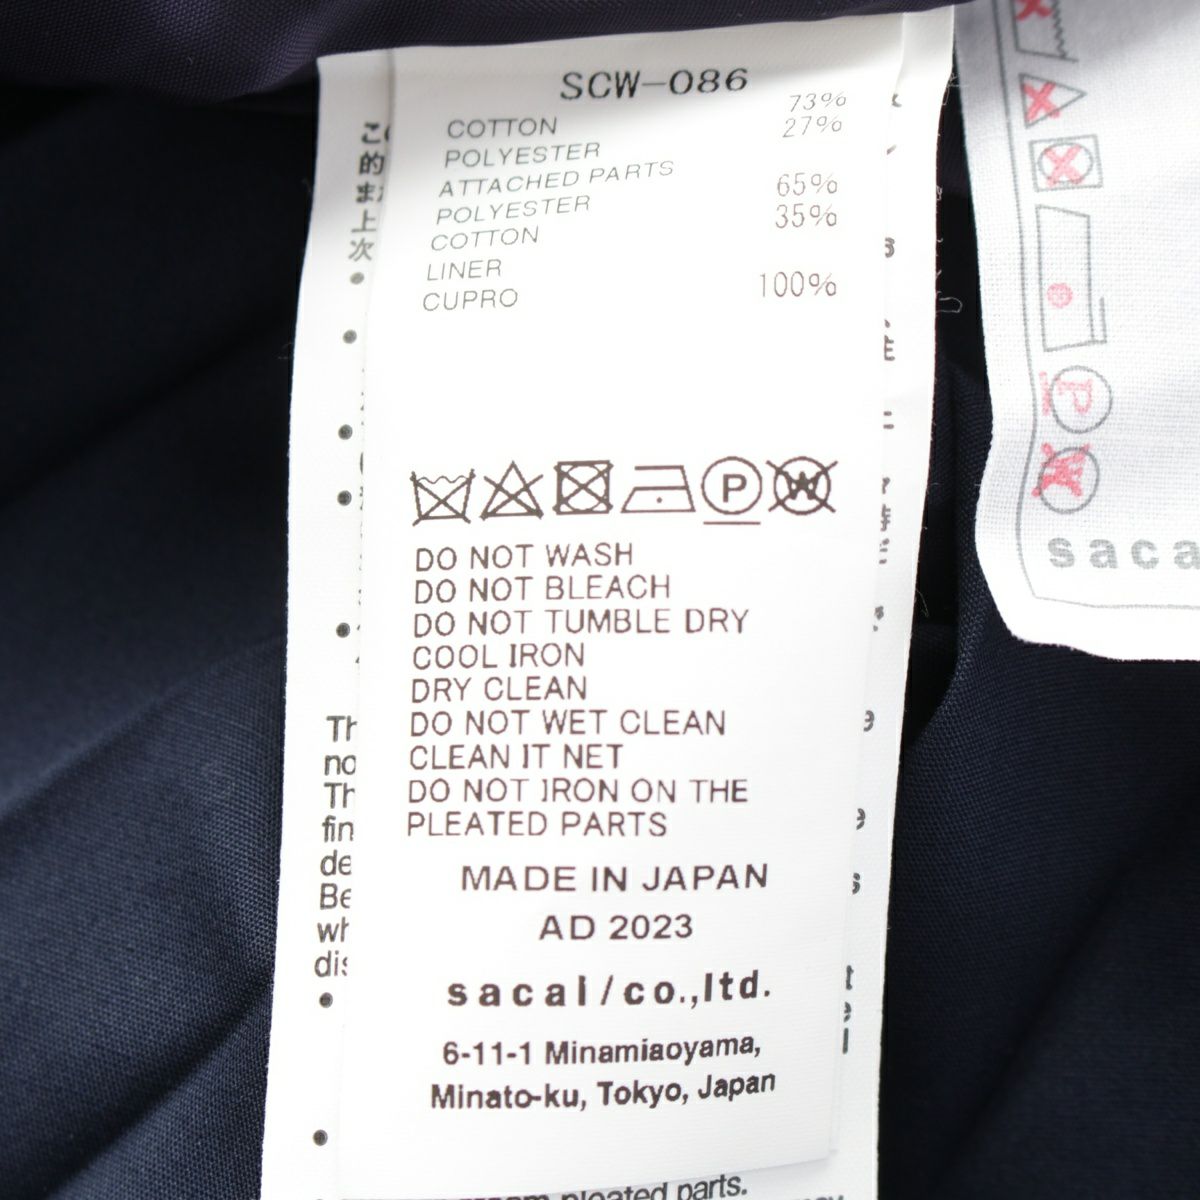 SCW-086
COTTON 73%
POLYESTER 27%
ATTACHED PARTS
POLYESTER 65%
COTTON 35%
LINER
CUPRO 100%
P W
DO NOT WASH
DO NOT BLEACH
DO NOT TUMBLE DRY
COOL IRON
DRY CLEAN
DO NOT WET CLEAN
CLEAN IT NET
DO NOT IRON ON THE
PLEATED PARTS
MADE IN JAPAN
AD 2023
sacai/co.,ltd.
6-11-1 Minamiaoyama,
Minato-ku, Tokyo, Japan
pleated parts.
P
W
saca